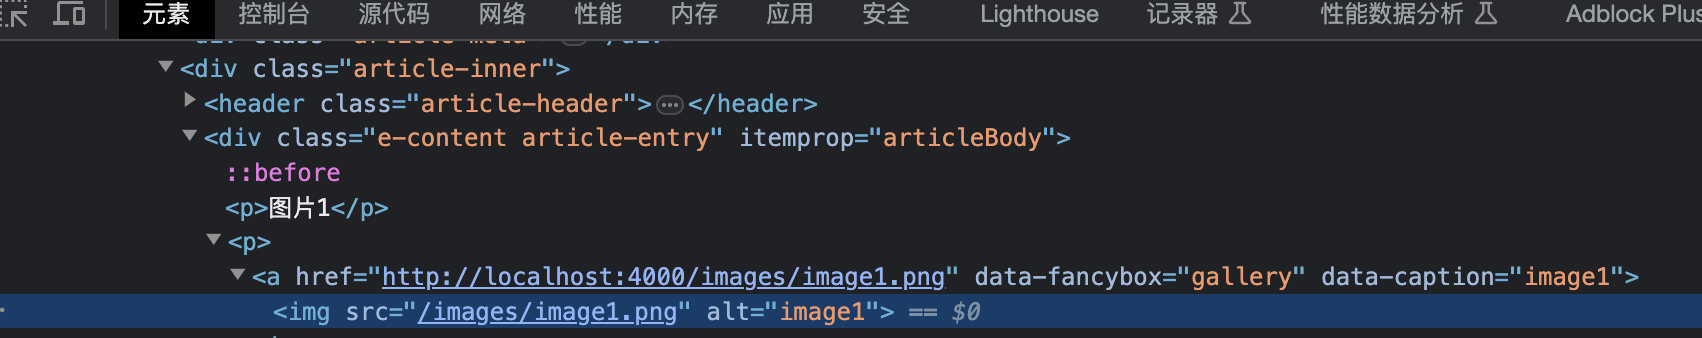 元素 控制台 源代码 网络 性能 内存 应用 安全 Lighthouse 记录器 性能数据分析 Adblock Plus
<div class="article-inner">
<header class="article-header">…</header>
<div class="e-content article-entry" itemprop="articleBody">
::before
<p>图片1</p>
<p>
<a href="http://localhost:4000/images/image1.png" data-fancybox="gallery" data-caption="image1">
<img src="/images/image1.png" alt="image1"> == $0